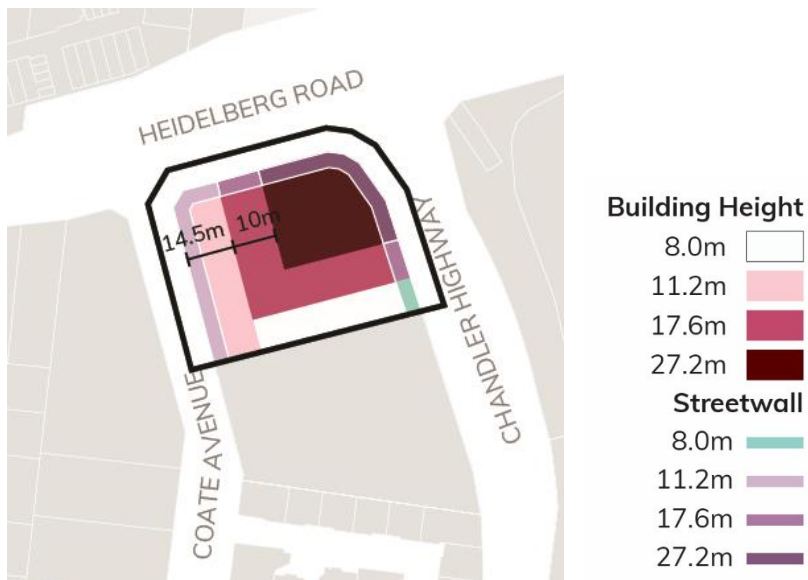 HEIDELBERG ROAD
14.5m
10m
CHANDLER HIGHWAY
COATE AVENUE
Building Height
8.0m
11.2m
17.6m
27.2m
Streetwall
8.0m
11.2m
17.6m
27.2m